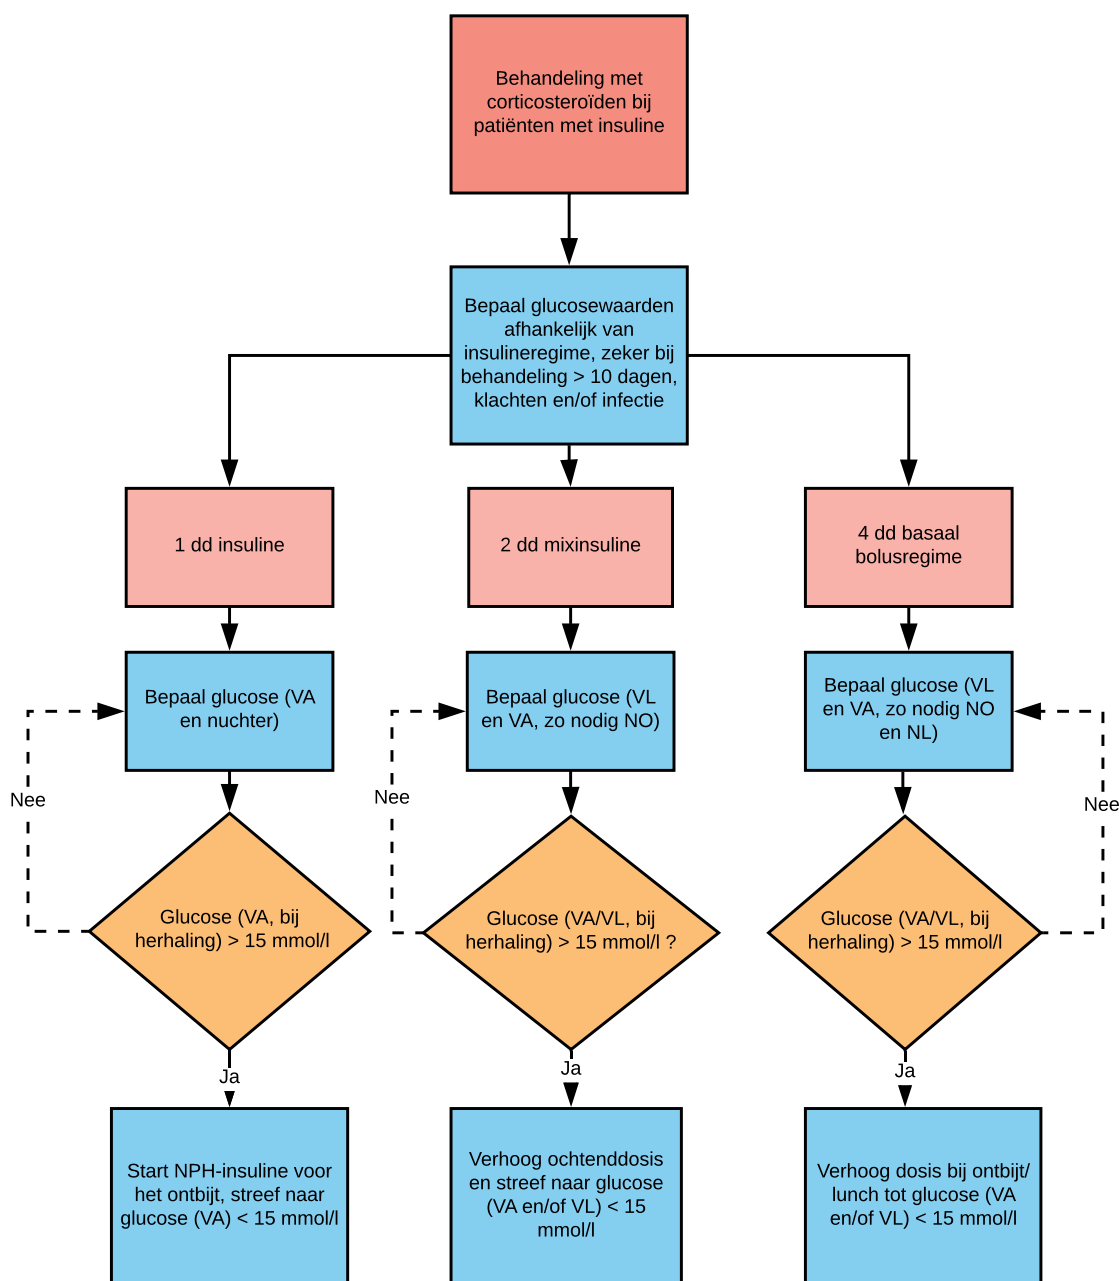 Behandeling met
corticosteroïden bij
patiënten met insuline
Bepaal glucosewaarden
afhankelijk van
insulineregime, zeker bij
behandeling > 10 dagen,
klachten en/of infectie
1 dd insuline
2 dd mixinsuline
4 dd basaal
bolusregime
Bepaal glucose (VA
en nuchter)
Bepaal glucose (VL
en VA, zo nodig NO)
Bepaal glucose (VL
en VA, zo nodig NO
en NL)
Nee
Nee
Nee
Glucose (VA, bij
herhaling) > 15 mmol/l
Glucose (VA/VL, bij
herhaling) > 15 mmol/l ?
Glucose (VA/VL, bij
herhaling) > 15 mmol/l
Ja
Ja
Ja
Start NPH-insuline voor
het ontbijt, streef naar
glucose (VA) < 15 mmol/l
Verhoog ochtenddosis
en streef naar glucose
(VA en/of VL) < 15
mmol/l
Verhoog dosis bij ontbijt/
lunch tot glucose (VA
en/of VL) < 15 mmol/l